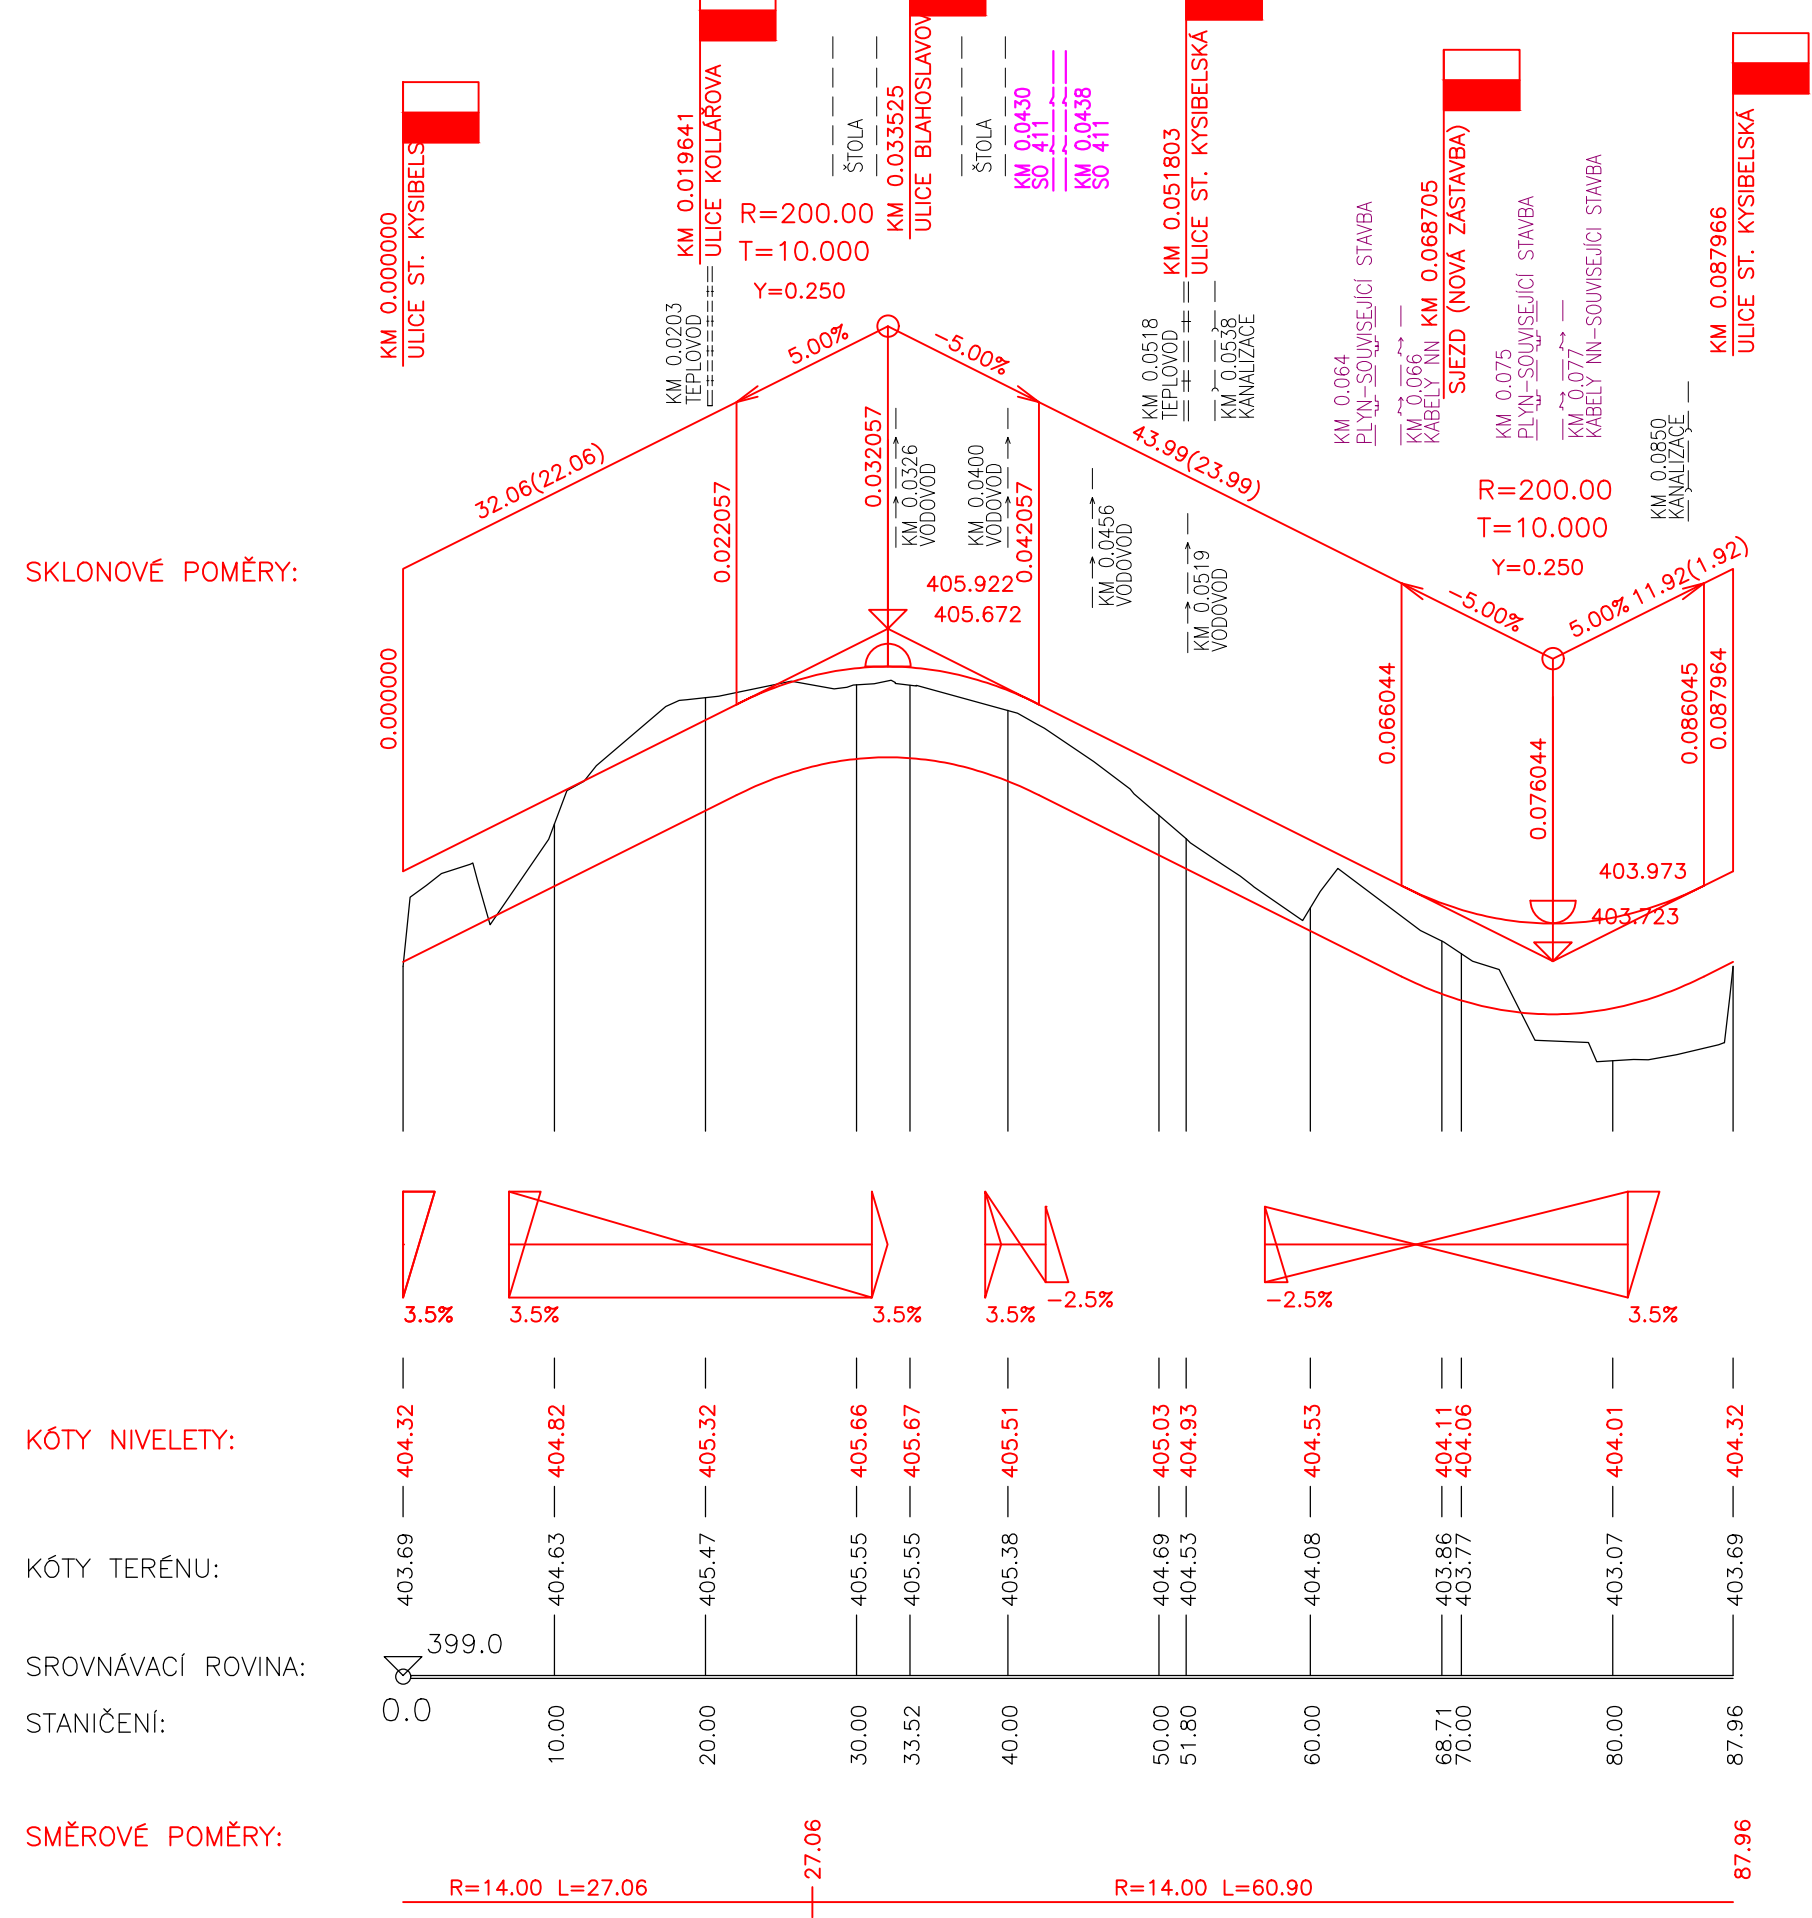 KM 0.000000
ULICE ST. KYSIBELS
KM 0.019641
ULICE KOLLÁROVA
ŠTOLA
KM 0.033525
ULICE BLAHOSLAVOV
ŠTOLA
KM 0.0430
SO 411
KM 0.0438
SO 411
KM 0.051803
ULICE ST. KYSIBELSKÁ
KM 0.068705
SJEZD (NOVÁ ZÁSTAVBA)
KM 0.087966
ULICE ST. KYSIBELSKÁ
R=200.00
T=10.000
Y=0.250
KM 0.0203
TEPLOVOD
5.00%
-5.00%
KM 0.0518
TEPLOVOD
KM 0.0538
KANALIZACE
KM 0.064
PLYN-SOUVISEJÍCÍ STAVBA
KM 0.066
KABELY NN
KM 0.075
PLYN-SOUVISEJÍCÍ STAVBA
KM 0.077
KABELY NN-SOUVISEJÍCI STAVBA
KM 0.0850
KANALIZACE
32.06(22.06)
43.99(23.99)
0.022057
0.032057
KM 0.0326
VODOVOD
KM 0.0400
VODOVOD
0.042057
KM 0.0456
VODOVOD
KM 0.0519
VODOVOD
R=200.00
T=10.000
Y=0.250
SKLONOVÉ POMĚRY:
405.922
405.672
-5.00%
5.00% 11.92(1.92)
0.000000
0.066044
0.076044
0.086045
0.087964
403.973
403.723
3.5%
3.5%
3.5%
3.5%
-2.5%
-2.5%
3.5%
KÓTY NIVELETY:
404.32
404.82
405.32
405.66
405.67
405.51
405.03
404.93
404.53
404.11
404.06
404.01
404.32
KÓTY TERÉNU:
403.69
404.63
405.47
405.55
405.55
405.38
404.69
404.53
404.08
403.86
403.77
403.07
403.69
SROVNÁVACÍ ROVINA:
399.0
STANIČENÍ:
0.0
10.00
20.00
30.00
33.52
40.00
50.00
51.80
60.00
68.71
70.00
80.00
87.96
SMĚROVÉ POMĚRY:
27.06
87.96
R=14.00 L=27.06
R=14.00 L=60.90